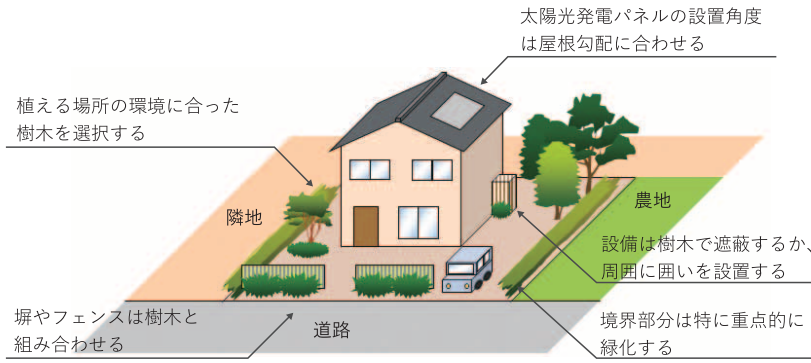 太陽光発電パネルの設置角度
は屋根勾配に合わせる
植える場所の環境に合った
樹木を選択する
隣地
農地
設備は樹木で遮蔽するか、
周囲に囲いを設置する
塀やフェンスは樹木と
組み合わせる
道路
境界部分は特に重点的に
緑化する